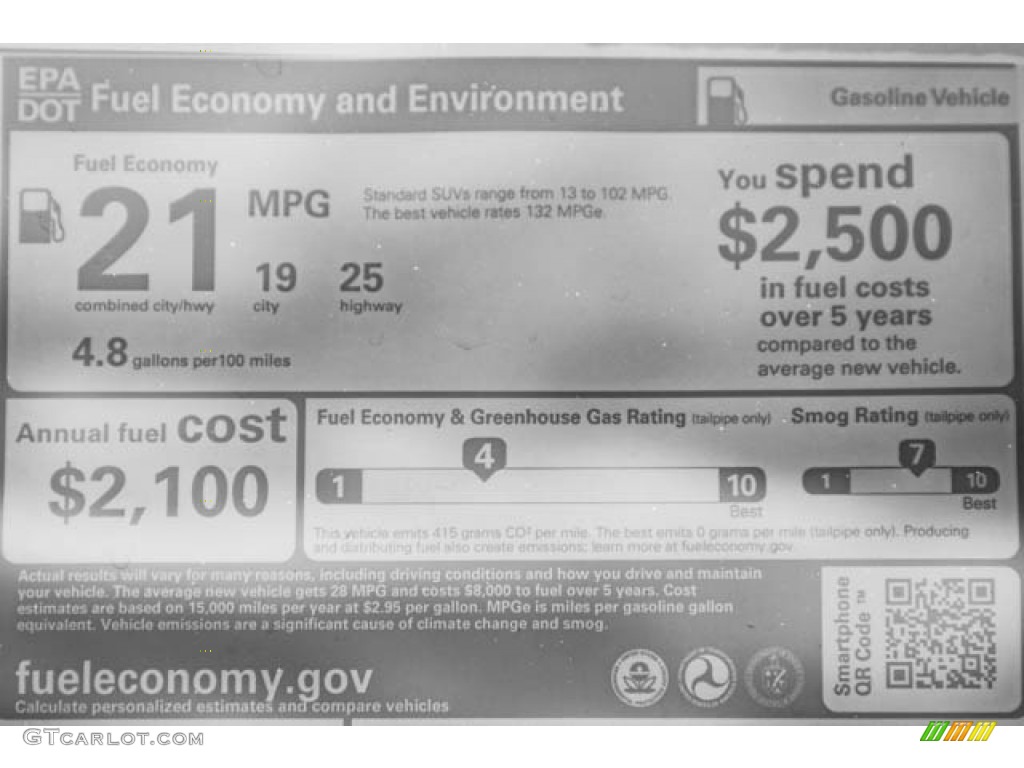 EPA
DOT
Fuel Economy and Environment
Gasoline Vehicle
Fuel Economy
21 MPG
Standard SUVs range from 13 to 102 MPG.
The best vehicle rates 132 MPGe.
You spend
$2,500
in fuel costs
over 5 years
compared to the
average new vehicle.
19 25
combined city/hwy city highway
4.8 gallons per100 miles
Annual fuel cost
$2,100
Fuel Economy & Greenhouse Gas Rating (tailpipe only) Smog Rating (tailpipe only)
4
7
1 10
1 10
Best
Best
This vehicle emits 415 grams CO² per mile. The best emits 0 grams per mile (tailpipe only). Producing
and distributing fuel also create emissions; learn more at fueleconomy.gov.
Actual results will vary for many reasons, including driving conditions and how you drive and maintain
your vehicle. The average new vehicle gets 28 MPG and costs $8,000 to fuel over 5 years. Cost
estimates are based on 15,000 miles per year at $2.95 per gallon. MPGe is miles per gasoline gallon
equivalent. Vehicle emissions are a significant cause of climate change and smog.
fueleconomy.gov
Calculate personalized estimates and compare vehicles
Smartphone
QR Code ™
GTcarlot.com